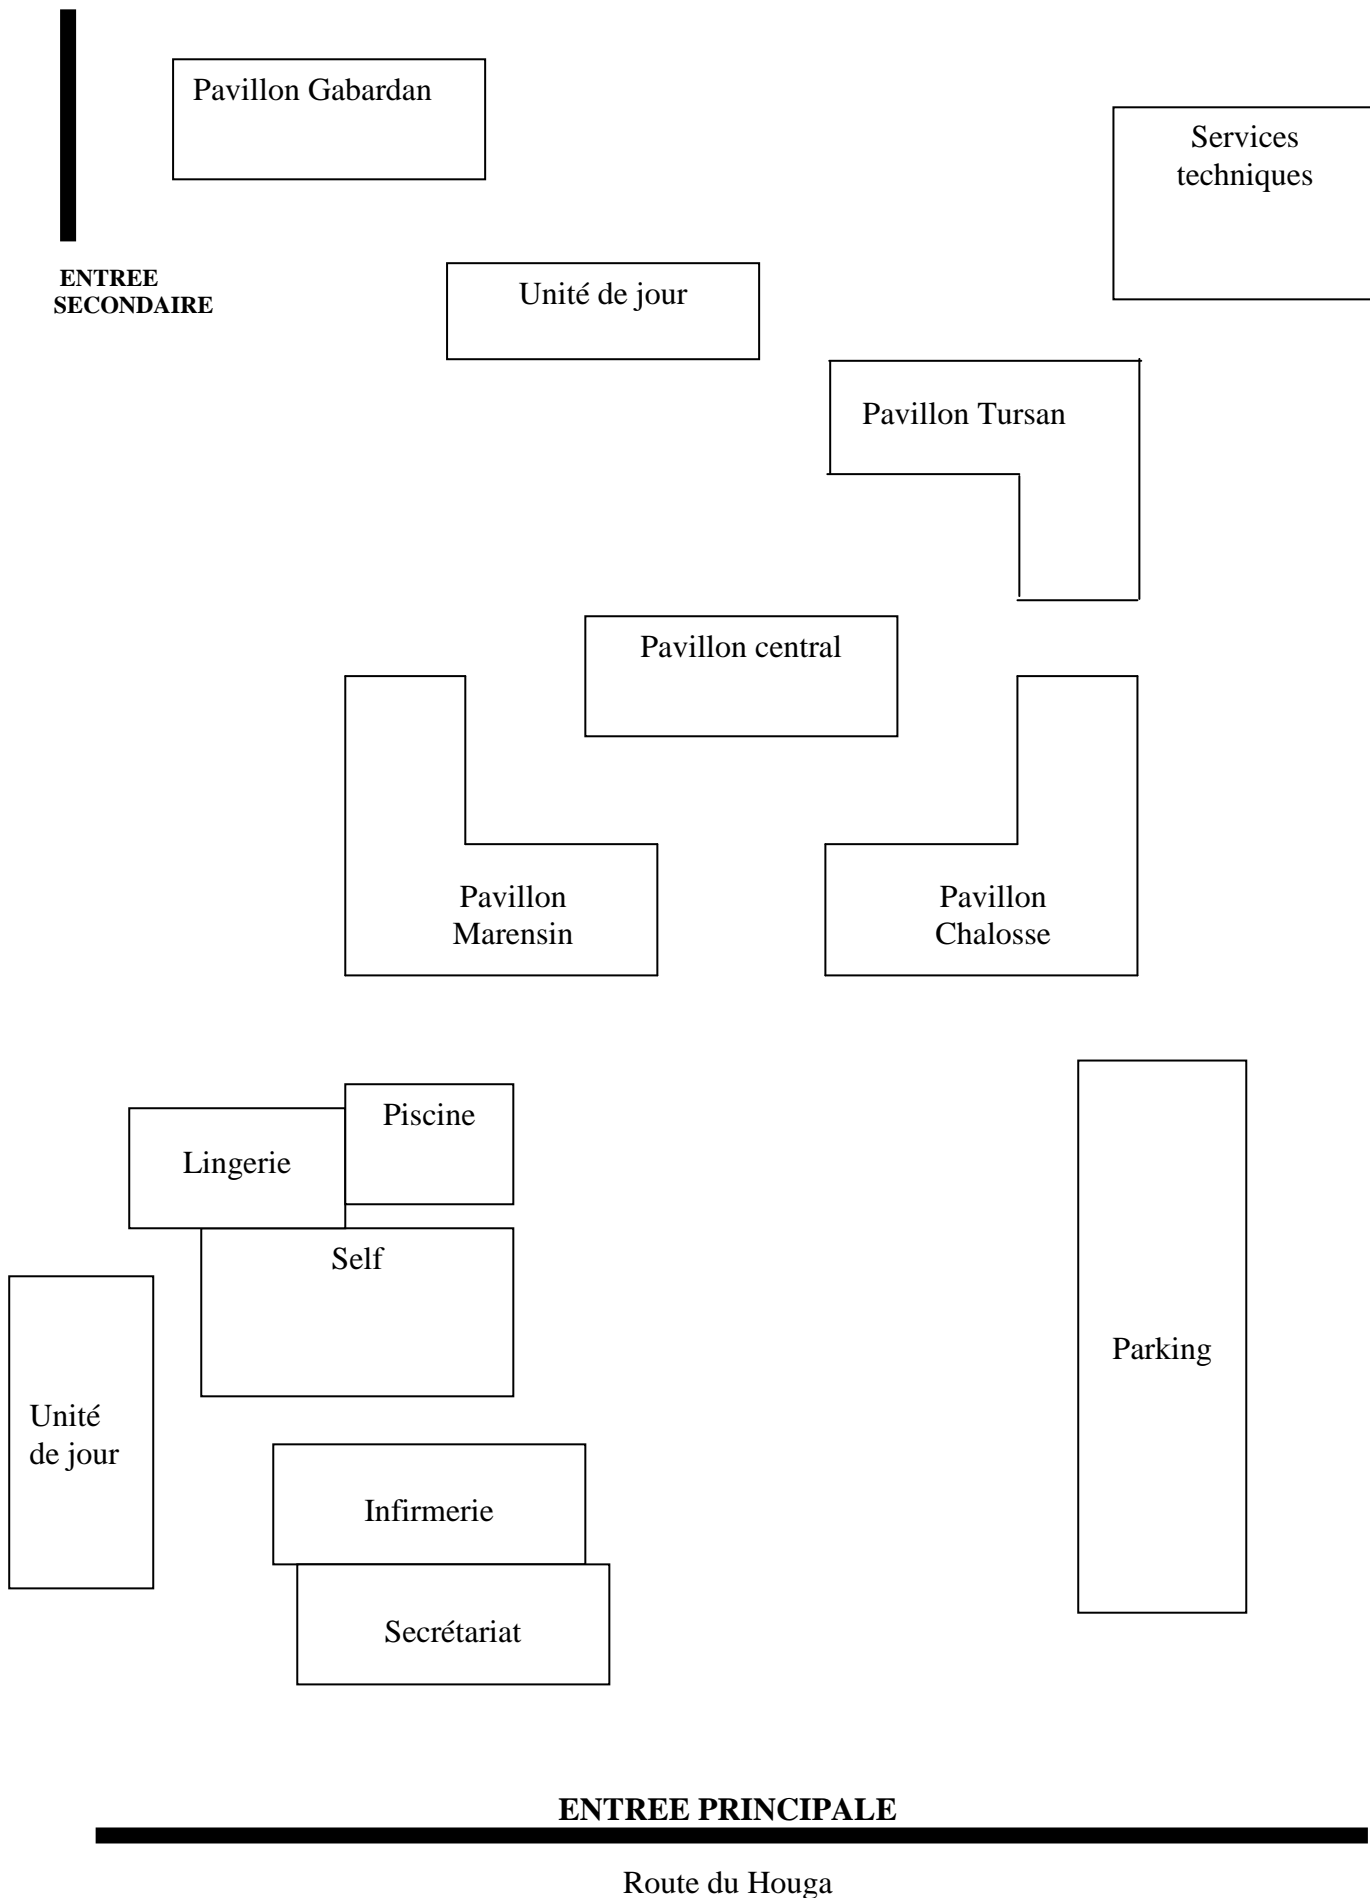 Pavillon Gabardan
Services
techniques
ENTREE
SECONDAIRE
Unité de jour
Pavillon Tursan
Pavillon central
Pavillon
Marensin
Pavillon
Chalosse
Piscine
Lingerie
Self
Parking
Unité
de jour
Infirmerie
Secrétariat
ENTREE PRINCIPALE
Route du Houga